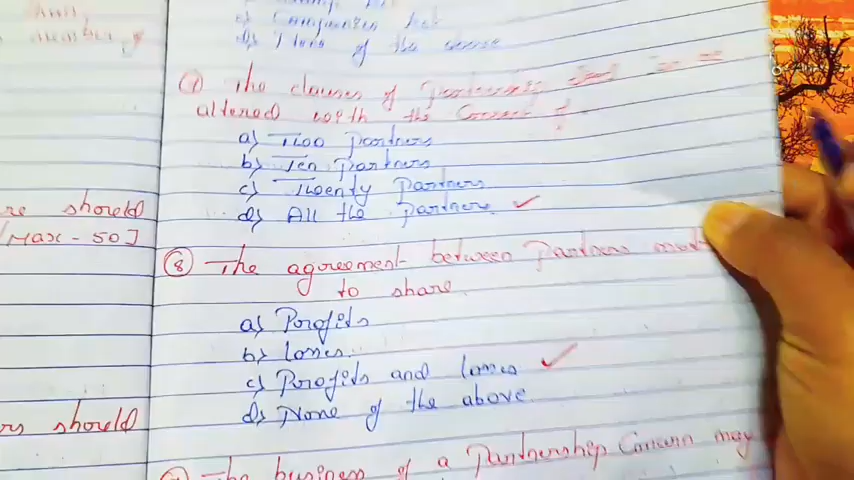 number of
re should
[Max - 50]
rs should
c) Companies Act
d) None of the above
7 The clauses of Partnership deed
altered with the Consent of
a) Two partners
b) Ten partners
c) Twenty partners
d) All the partners ✓
8 The agreement between Partners must
to share
a) Profits
b) losses
c) Profits and losses ✓
d) None of the above
The business of a Partnership Concern may